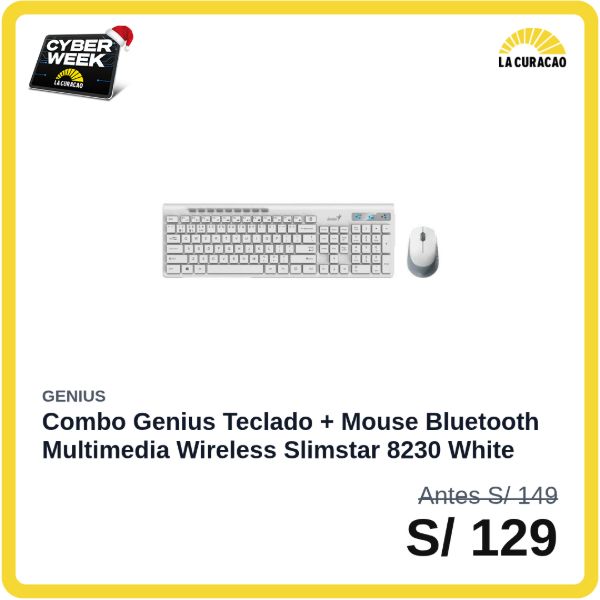 CYBER
WEEK
LA CURACAO
LA CURACAO
GENIUS
Combo Genius Teclado + Mouse Bluetooth
Multimedia Wireless Slimstar 8230 White
Antes S/ 149
S/ 129